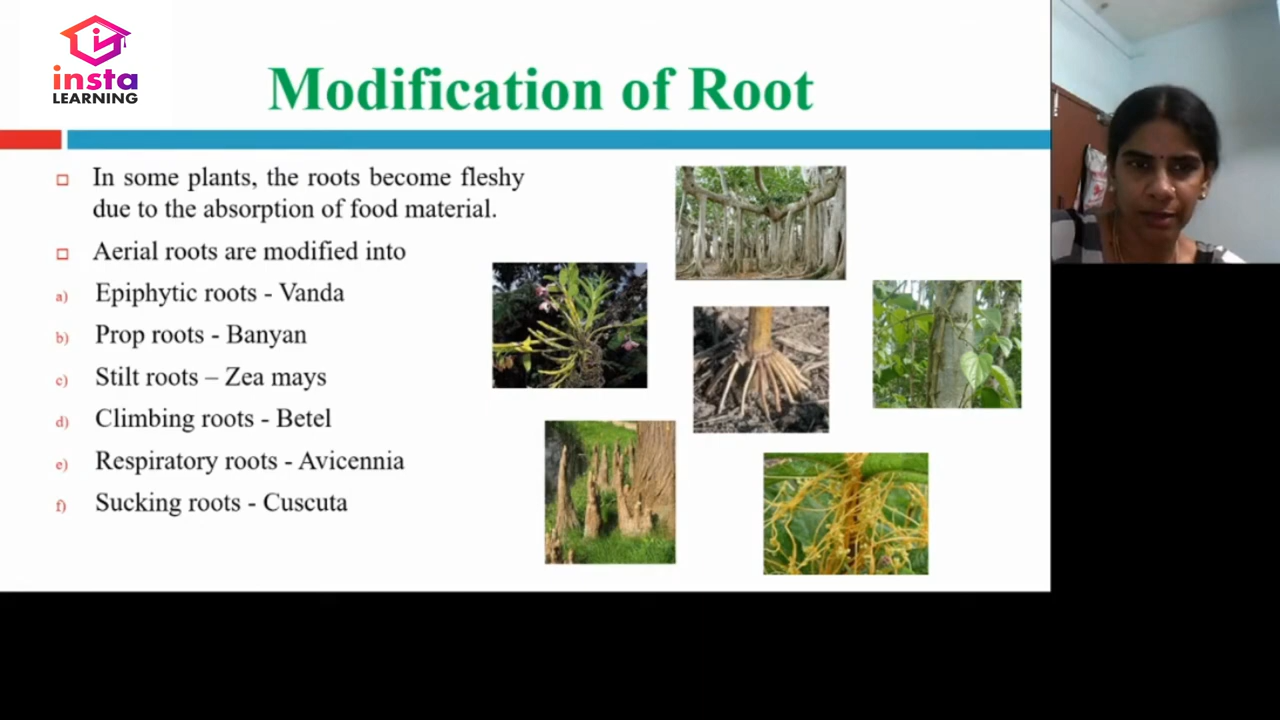 insta
LEARNING
Modification of Root
In some plants, the roots become fleshy
due to the absorption of food material.
Aerial roots are modified into
a) Epiphytic roots - Vanda
b) Prop roots - Banyan
c) Stilt roots – Zea mays
d) Climbing roots - Betel
e) Respiratory roots - Avicennia
f) Sucking roots - Cuscuta